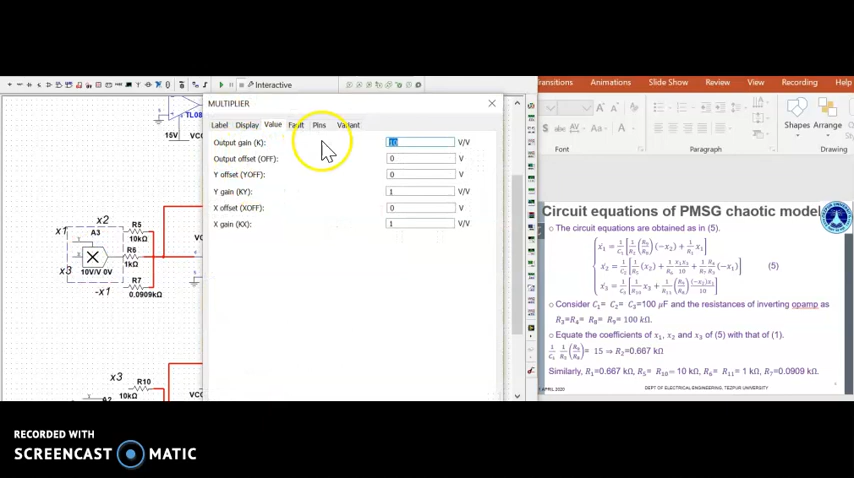 Interactive
TL08
15V
VCC
MULTIPLIER
Label Display Value Fault Pins Variant
Output gain (K): 10 V/V
Output offset (OFF): 0 V
Y offset (YOFF): 0 V
Y gain (KY): 1 V/V
X offset (XOFF): 0 V
X gain (KX): 1 V/V
x2
x1
A3
R5
10kΩ
R6
1kΩ
x3
10V/V 0V
R7
0.0909kΩ
-x1
x3
R10
10kΩ
A2
ransitions Animations Slide Show Review View Recording
Shapes Arrange
Font
Paragraph
Circuit equations of PMSG chaotic model
The circuit equations are obtained as in (5).
(5)
Consider C₁= C₂= C₃=100 μF and the resistances of inverting opamp as
R₃=R₄= R₈= R₉= 100 kΩ.
Equate the coefficients of x₁, x₂ and x₃ of (5) with that of (1).
= 15 ⇒ R₂=0.667 kΩ
Similarly, R₁=0.667 kΩ, R₅= R₁₀= 10 kΩ, R₆= R₁₁= 1 kΩ, R₇=0.0909 kΩ.
APRIL 2020
DEPT OF ELECTRICAL ENGINEERING, TEZPUR UNIVERSITY
RECORDED WITH
SCREENCAST MATIC